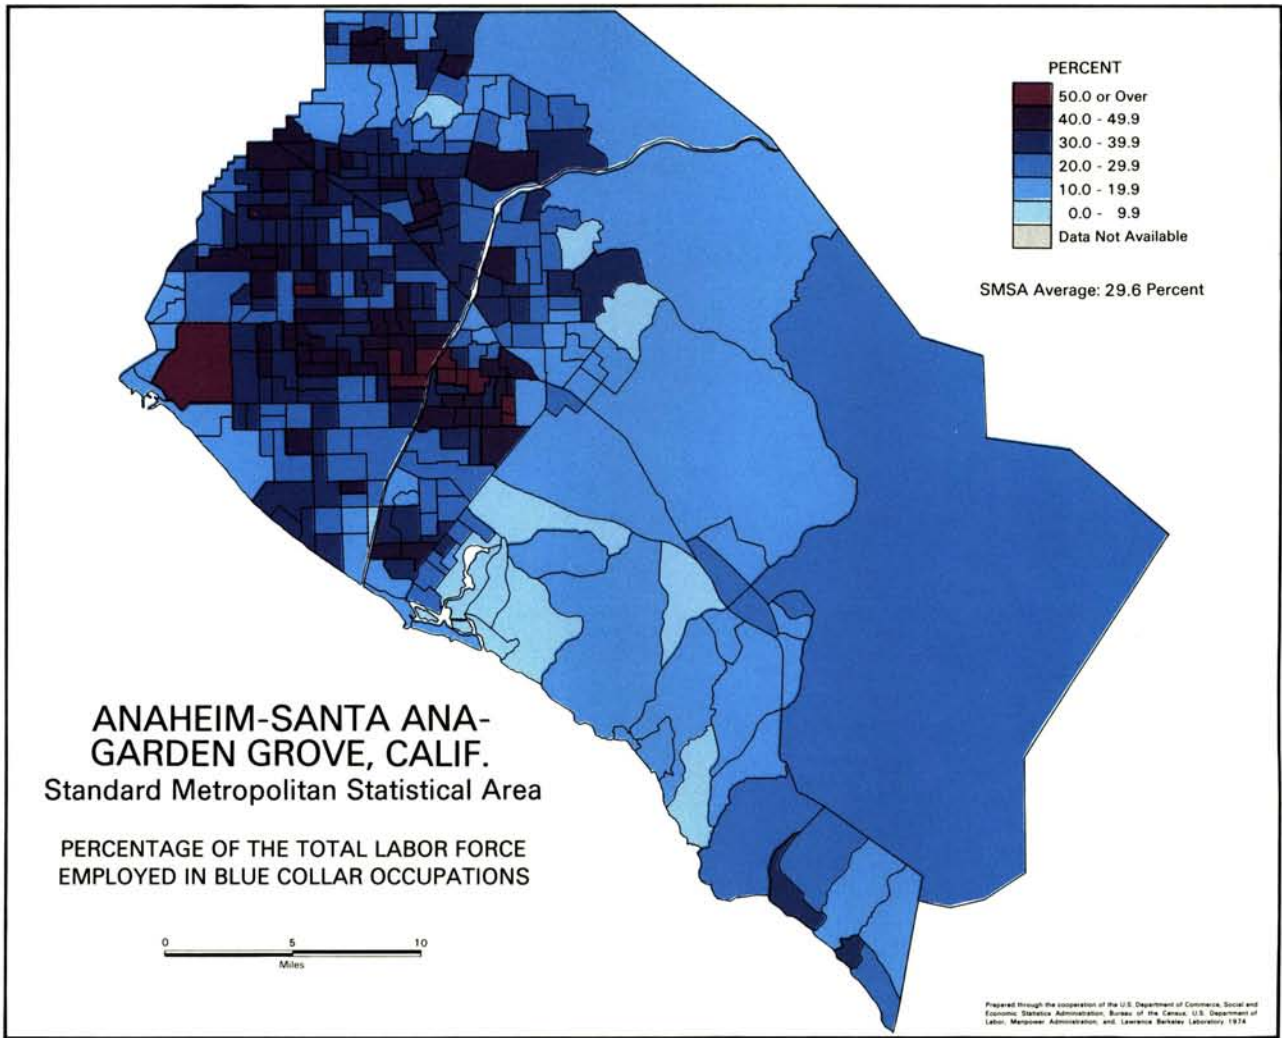 PERCENT
50.0 or Over
40.0 - 49.9
30.0 - 39.9
20.0 - 29.9
10.0 - 19.9
0.0 - 9.9
Data Not Available
SMSA Average: 29.6 Percent
ANAHEIM-SANTA ANA-
GARDEN GROVE, CALIF.
Standard Metropolitan Statistical Area
PERCENTAGE OF THE TOTAL LABOR FORCE
EMPLOYED IN BLUE COLLAR OCCUPATIONS
0 5 10
Miles
Prepared through the cooperation of the U.S. Department of Commerce, Social and
Economic Statistics Administration, Bureau of the Census; U.S. Department of
Labor, Manpower Administration; and, Lawrence Berkeley Laboratory 1974